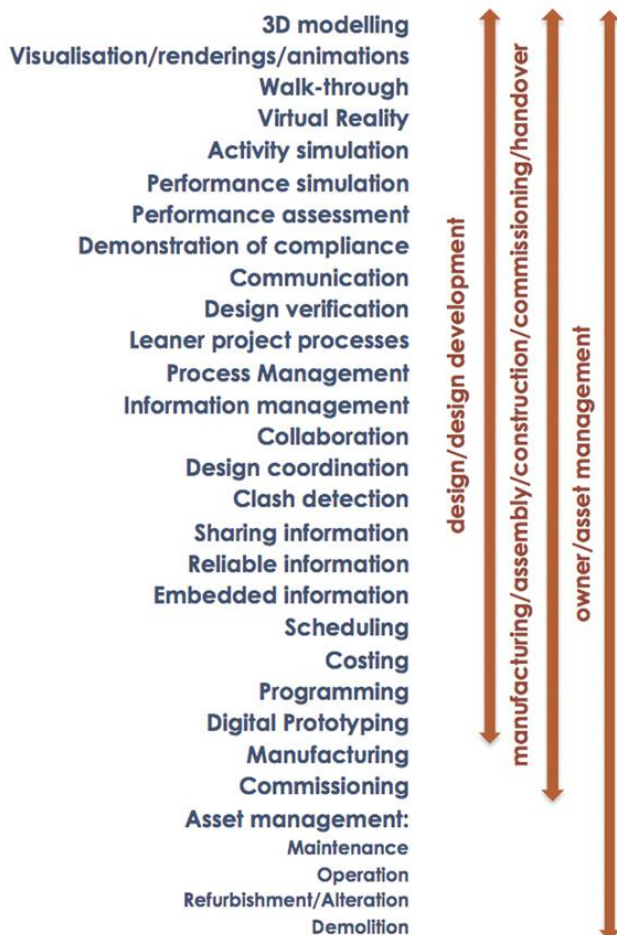 3D modelling
Visualisation/renderings/animations
Walk-through
Virtual Reality
Activity simulation
Performance simulation
Performance assessment
Demonstration of compliance
Communication
Design verification
Leaner project processes
Process Management
Information management
Collaboration
Design coordination
Clash detection
Sharing information
Reliable information
Embedded information
Scheduling
Costing
Programming
Digital Prototyping
Manufacturing
Commissioning
Asset management:
Maintenance
Operation
Refurbishment/Alteration
Demolition
design/design development
manufacturing/assembly/construction/commissioning/handover
owner/asset management